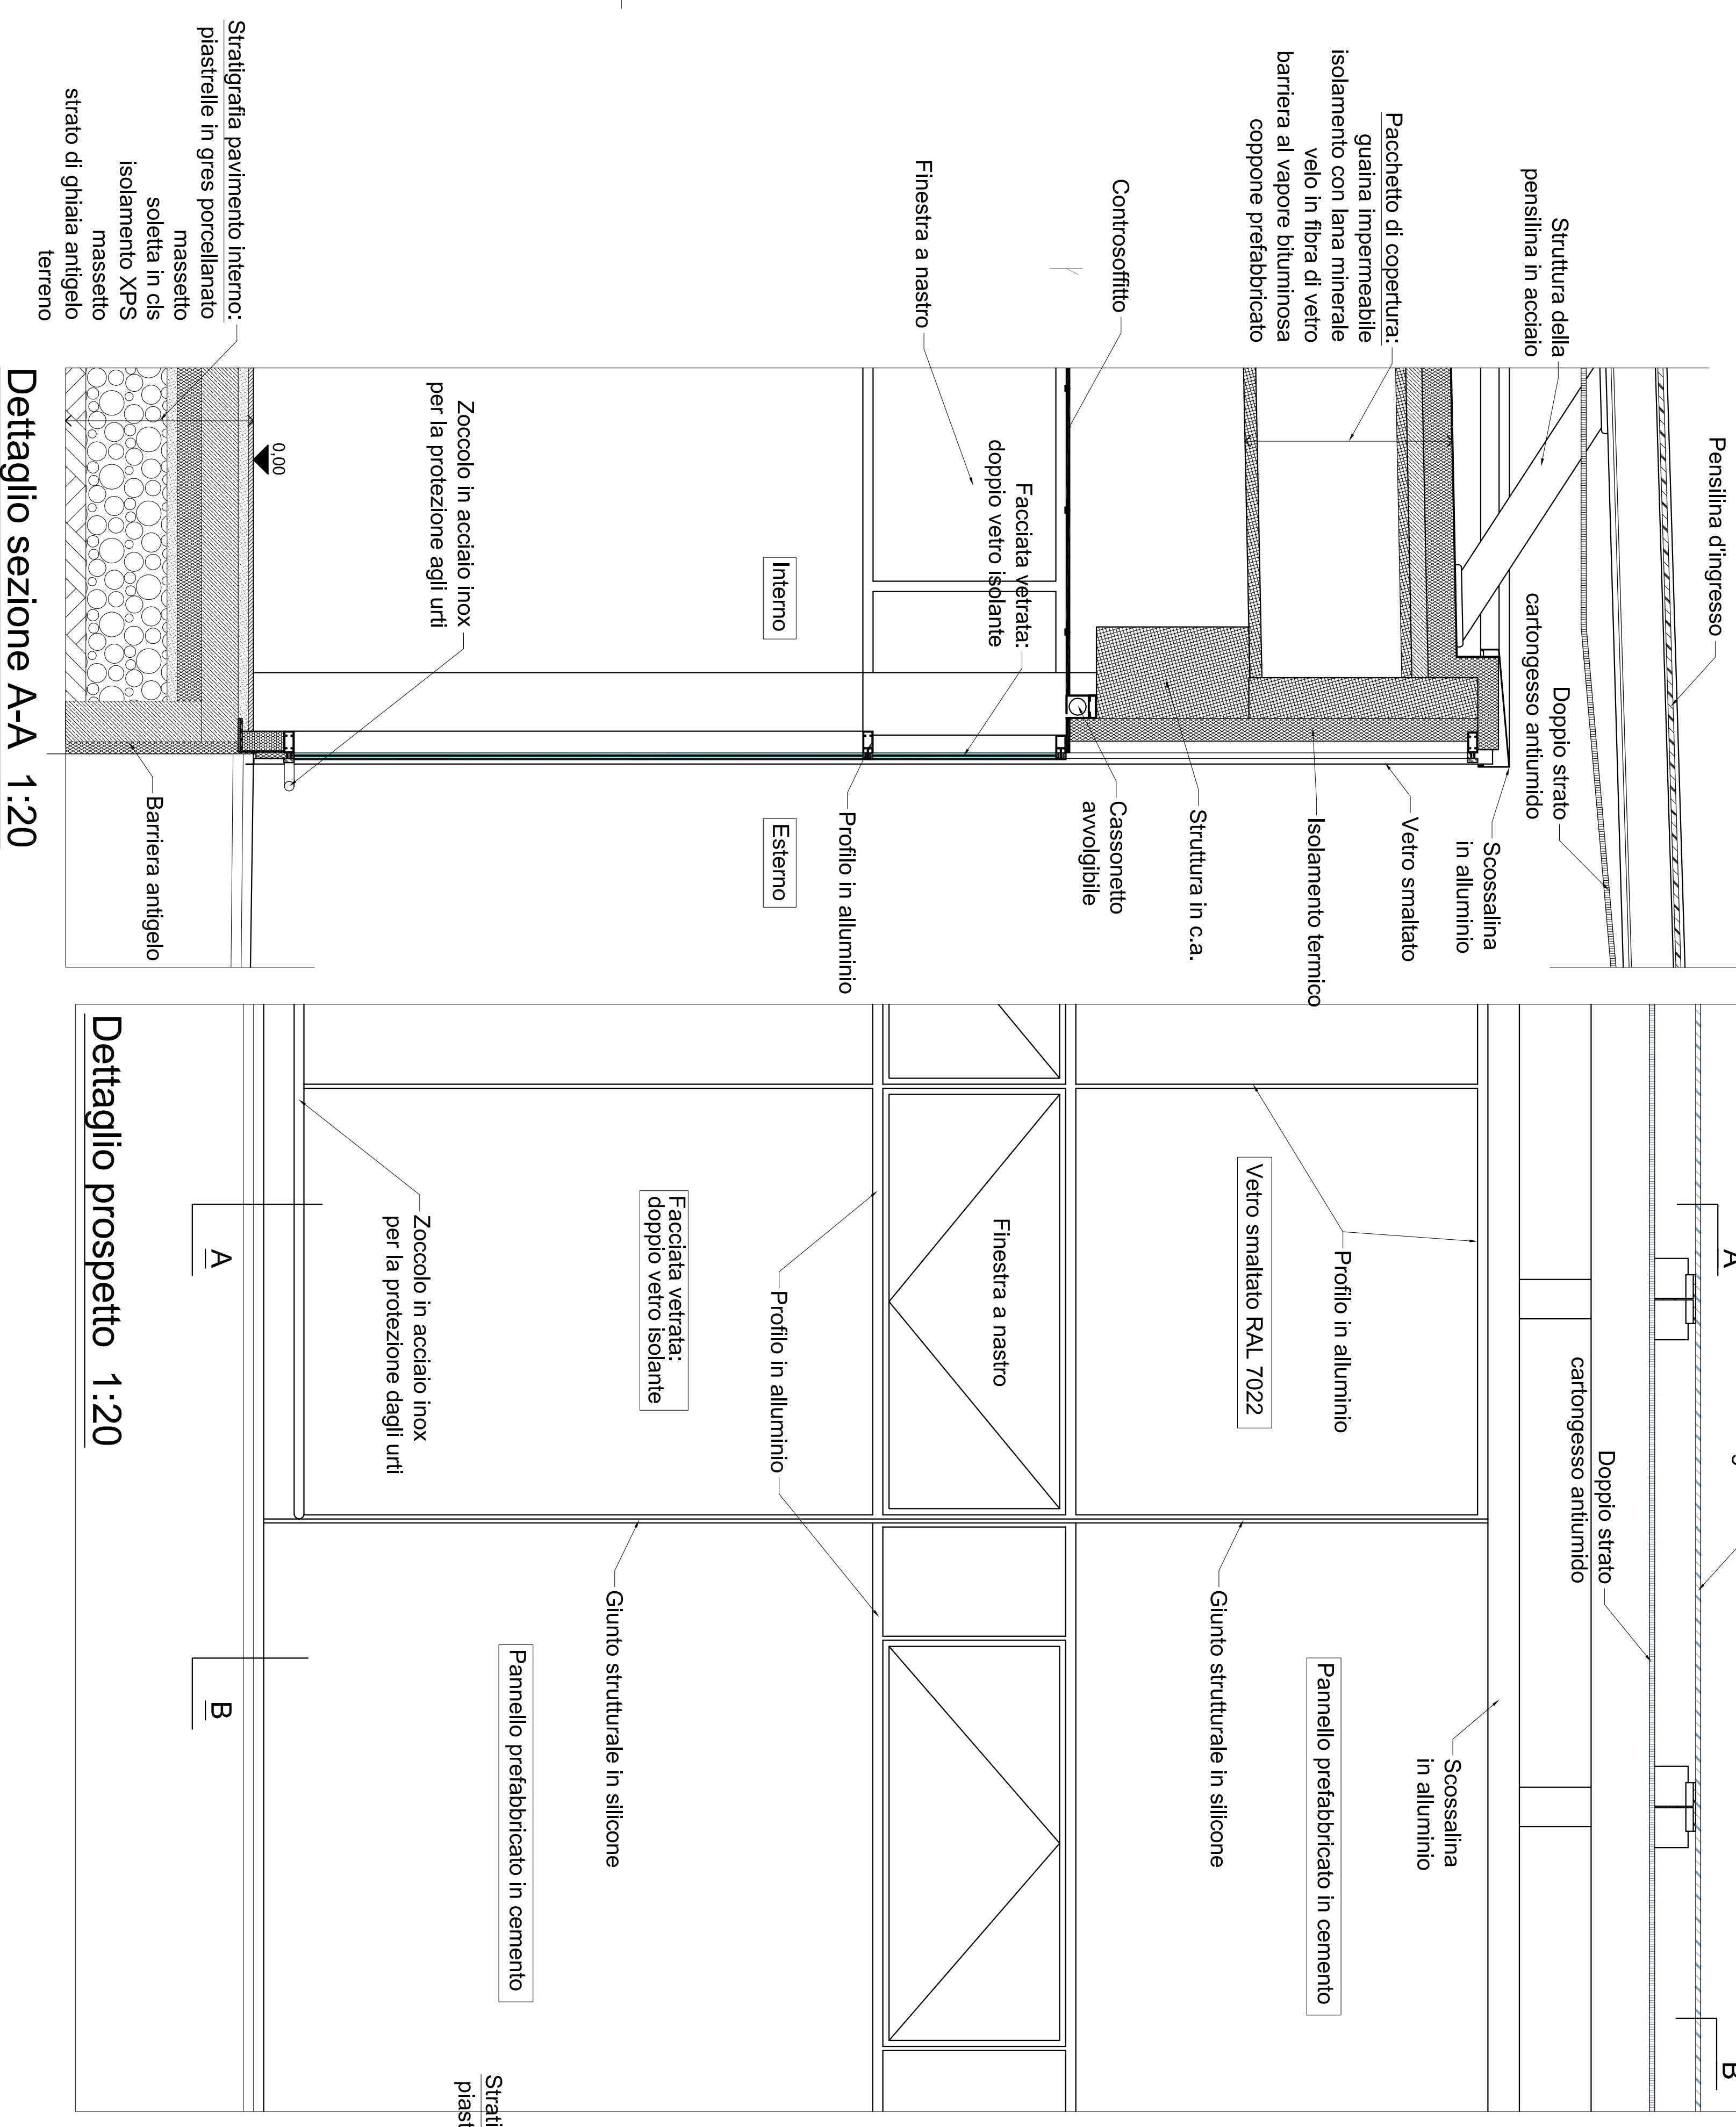 Pensilina d'ingresso
Struttura della
pensilina in acciaio
Doppio strato
cartongesso antiumido
Scossalina
in alluminio
Pacchetto di copertura:
guaina impermeabile
isolamento con lana minerale
velo in fibra di vetro
barriera al vapore bituminosa
coppone prefabbricato
Vetro smaltato
Isolamento termico
Struttura in c.a.
Cassonetto
avvolgibile
Controsoffitto
Facciata vetrata:
doppio vetro isolante
Finestra a nastro
Profilo in alluminio
Interno
Esterno
Zoccolo in acciaio inox
per la protezione agli urti
0,00
Stratigrafia pavimento interno:
piastrelle in gres porcellanato
massetto
soletta in cls
isolamento XPS
massetto
strato di ghiaia antigelo
terreno
Barriera antigelo
Dettaglio sezione A-A 1:20
A
B
Doppio strato
cartongesso antiumido
Scossalina
in alluminio
Profilo in alluminio
Vetro smaltato RAL 7022
Pannello prefabbricato in cemento
Giunto strutturale in silicone
Finestra a nastro
Profilo in alluminio
Facciata vetrata:
doppio vetro isolante
Giunto strutturale in silicone
Pannello prefabbricato in cemento
Zoccolo in acciaio inox
per la protezione dagli urti
A
B
Dettaglio prospetto 1:20
Strati
piast